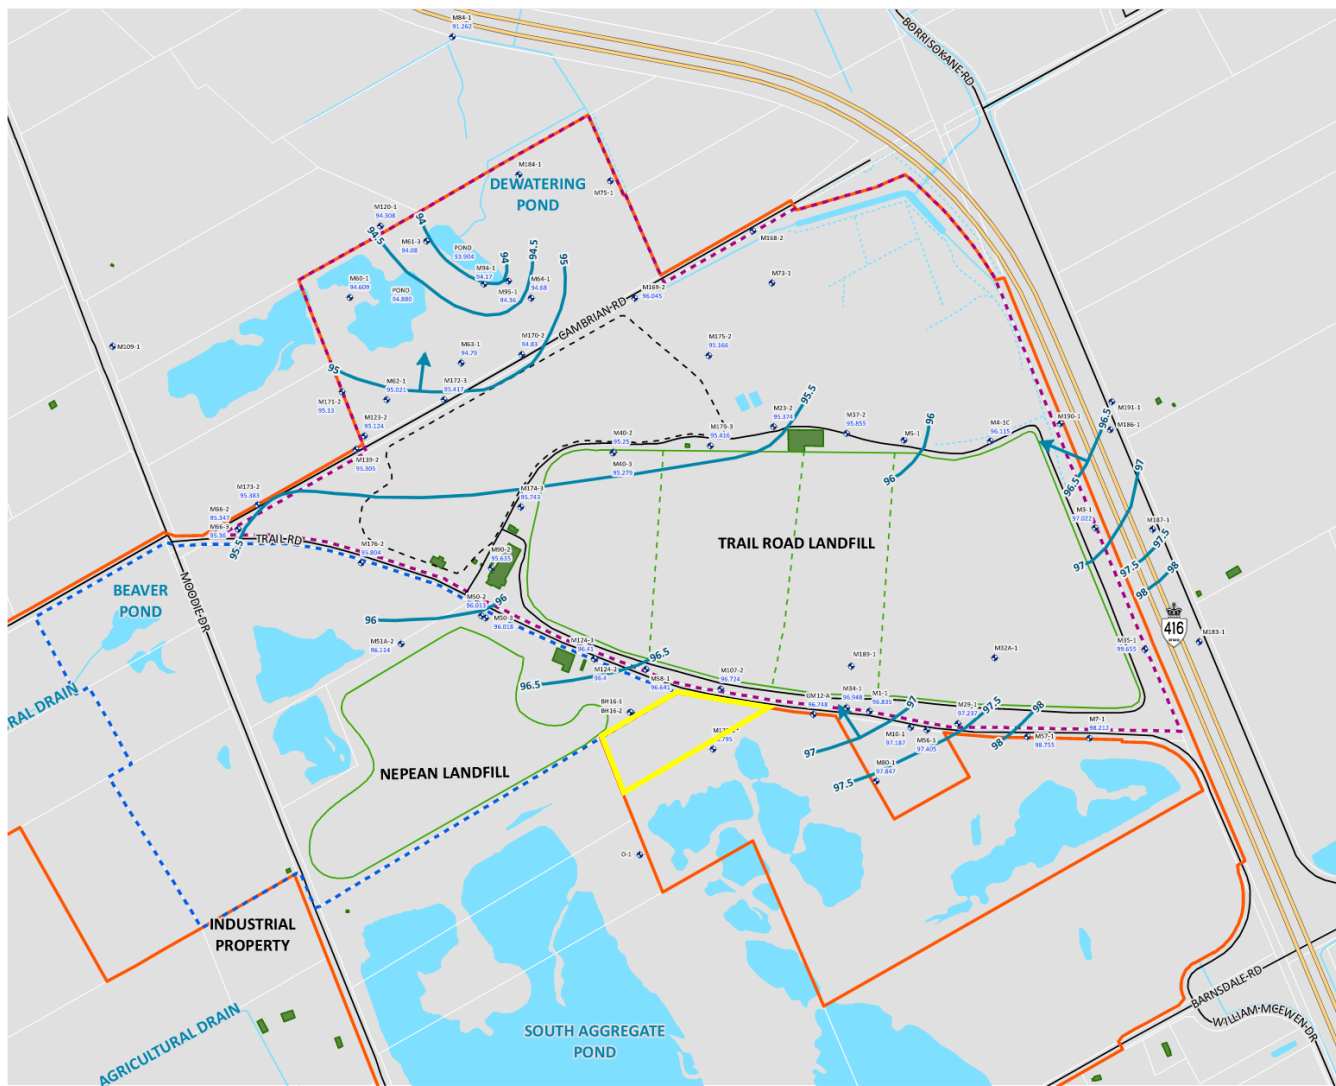 M84-1
91.262
BORRISOKANE RD
M184-1
DEWATERING
POND
M75-1
M120-1
94.308
94
94.5
M61-3
94.08
POND
93.904
94
94.5
95
M168-2
M94-1
94.17
M95-1
94.36
M64-1
94.68
M60-1
94.609
POND
94.880
M73-1
M169-2
96.045
CAMBRIAN RD
M109-1
M170-2
94.83
M63-1
94.79
M175-2
95.166
95
M62-1
95.021
M172-3
95.417
M171-2
95.13
95.5
M23-2
95.374
M37-2
95.855
M5-1
96
M4-1C
96.115
M190-1
M191-1
96.5
M186-1
M123-2
95.124
M40-2
95.25
M179-3
95.416
M139-2
95.305
M40-3
95.279
96
96.5
97
M173-2
95.383
M174-3
95.743
M66-2
95.347
M66-3
95.36
95.5
TRAIL RD
M3-1
97.022
M187-1
97.5
TRAIL ROAD LANDFILL
M176-2
95.804
M90-2
95.635
97
97.5
98
MOODIE DR
BEAVER
POND
M50-2
96.013
96
M50-3
96.018
96
416
M51A-2
96.114
M124-3
96.41
M124-2
96.4
96.5
M58-1
96.641
96.5
M107-2
96.724
M189-1
M32A-1
M35-1
99.655
M183-1
RAL DRAIN
GM12-A
96.748
M34-1
96.948
M1-1
96.835
97
M29-1
97.237
97.5
98
BH16-1
BH16-2
M10-1
97.187
M56-1
97.405
98
M57-1
98.755
M7-1
98.212
97
97.5
M80-1
97.847
NEPEAN LANDFILL
O-1
INDUSTRIAL
PROPERTY
AGRICULTURAL DRAIN
SOUTH AGGREGATE
POND
BARNSDALE RD
WILLIAM MCEWEN DR